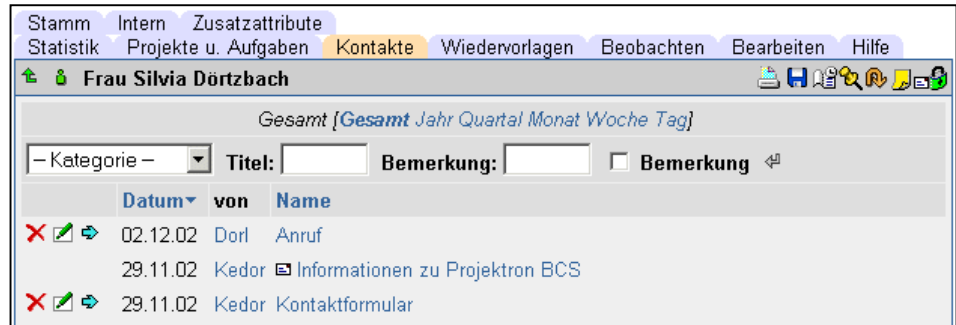 Stamm Intern Zusatzattribute
Statistik Projekte u. Aufgaben Kontakte Wiedervorlagen Beobachten Bearbeiten Hilfe
Frau Silvia Dörtzbach
Gesamt [Gesamt Jahr Quartal Monat Woche Tag]
– Kategorie – Titel: Bemerkung: Bemerkung
Datum von Name
02.12.02 Dorl Anruf
29.11.02 Kedor Informationen zu Projektron BCS
29.11.02 Kedor Kontaktformular